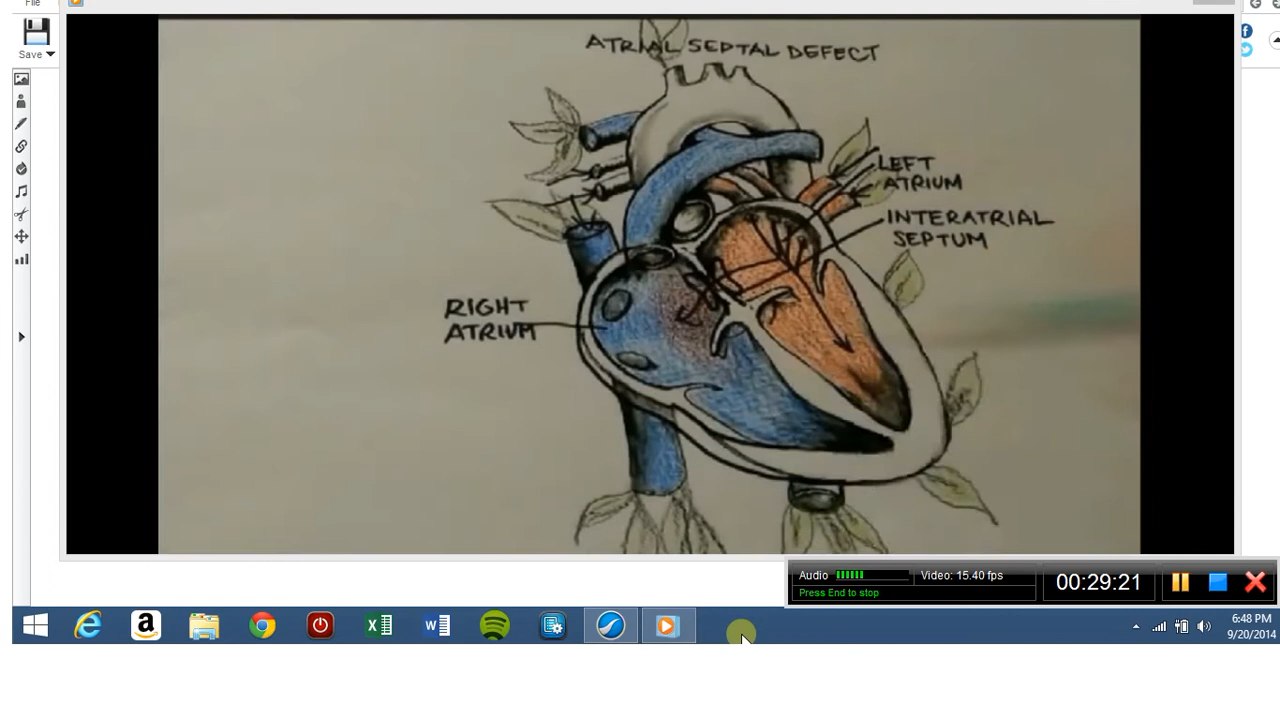 File
Save
ATRIAL SEPTAL DEFECT
LEFT
ATRIUM
INTERATRIAL
SEPTUM
RIGHT
ATRIUM
Audio
Video: 15.40 fps
Press End to stop
00:29:21
6:48 PM
9/20/2014